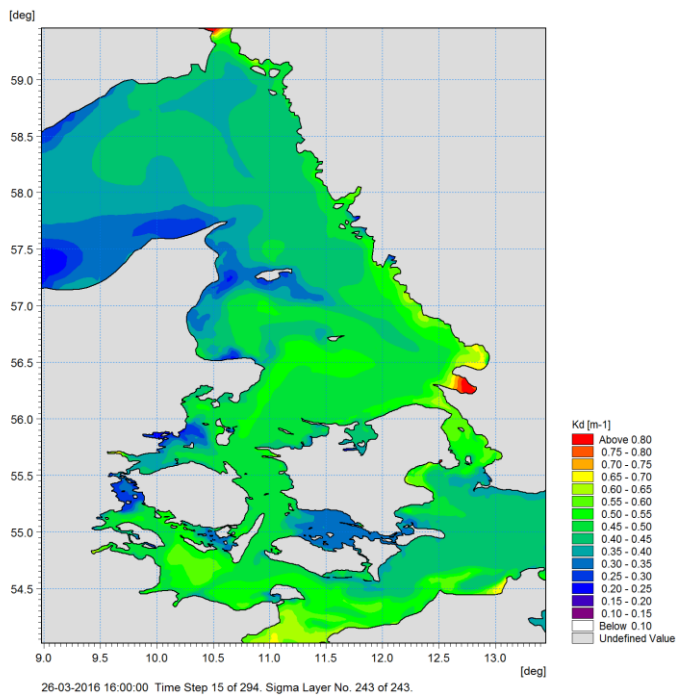 [deg]
59.0
58.5
58.0
57.5
57.0
56.5
56.0
55.5
55.0
54.5
9.0 9.5 10.0 10.5 11.0 11.5 12.0 12.5 13.0
[deg]
26-03-2016 16:00:00 Time Step 15 of 294. Sigma Layer No. 243 of 243.
Kd [m-1]
Above 0.80
0.75 - 0.80
0.70 - 0.75
0.65 - 0.70
0.60 - 0.65
0.55 - 0.60
0.50 - 0.55
0.45 - 0.50
0.40 - 0.45
0.35 - 0.40
0.30 - 0.35
0.25 - 0.30
0.20 - 0.25
0.15 - 0.20
0.10 - 0.15
Below 0.10
Undefined Value